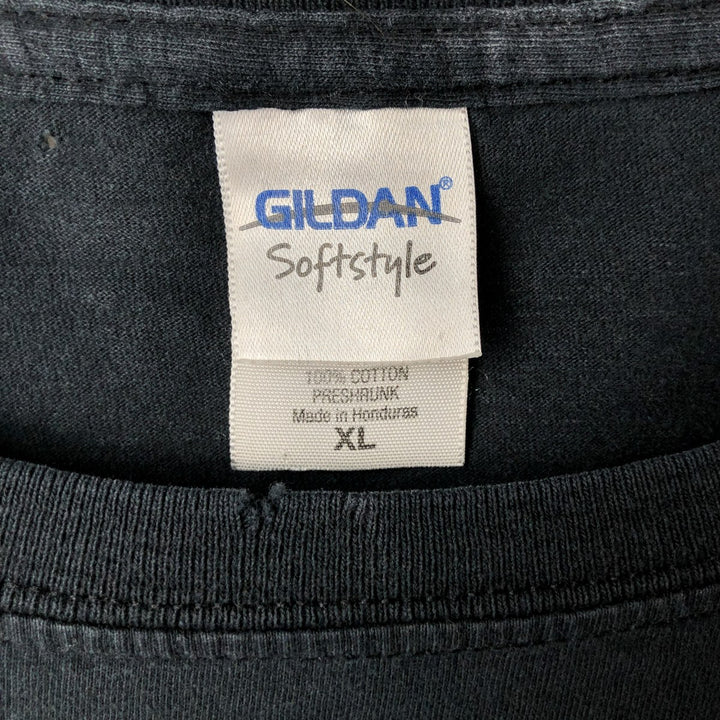 GILDAN®
Softstyle
100% COTTON
PRESHRUNK
Made in Honduras
XL